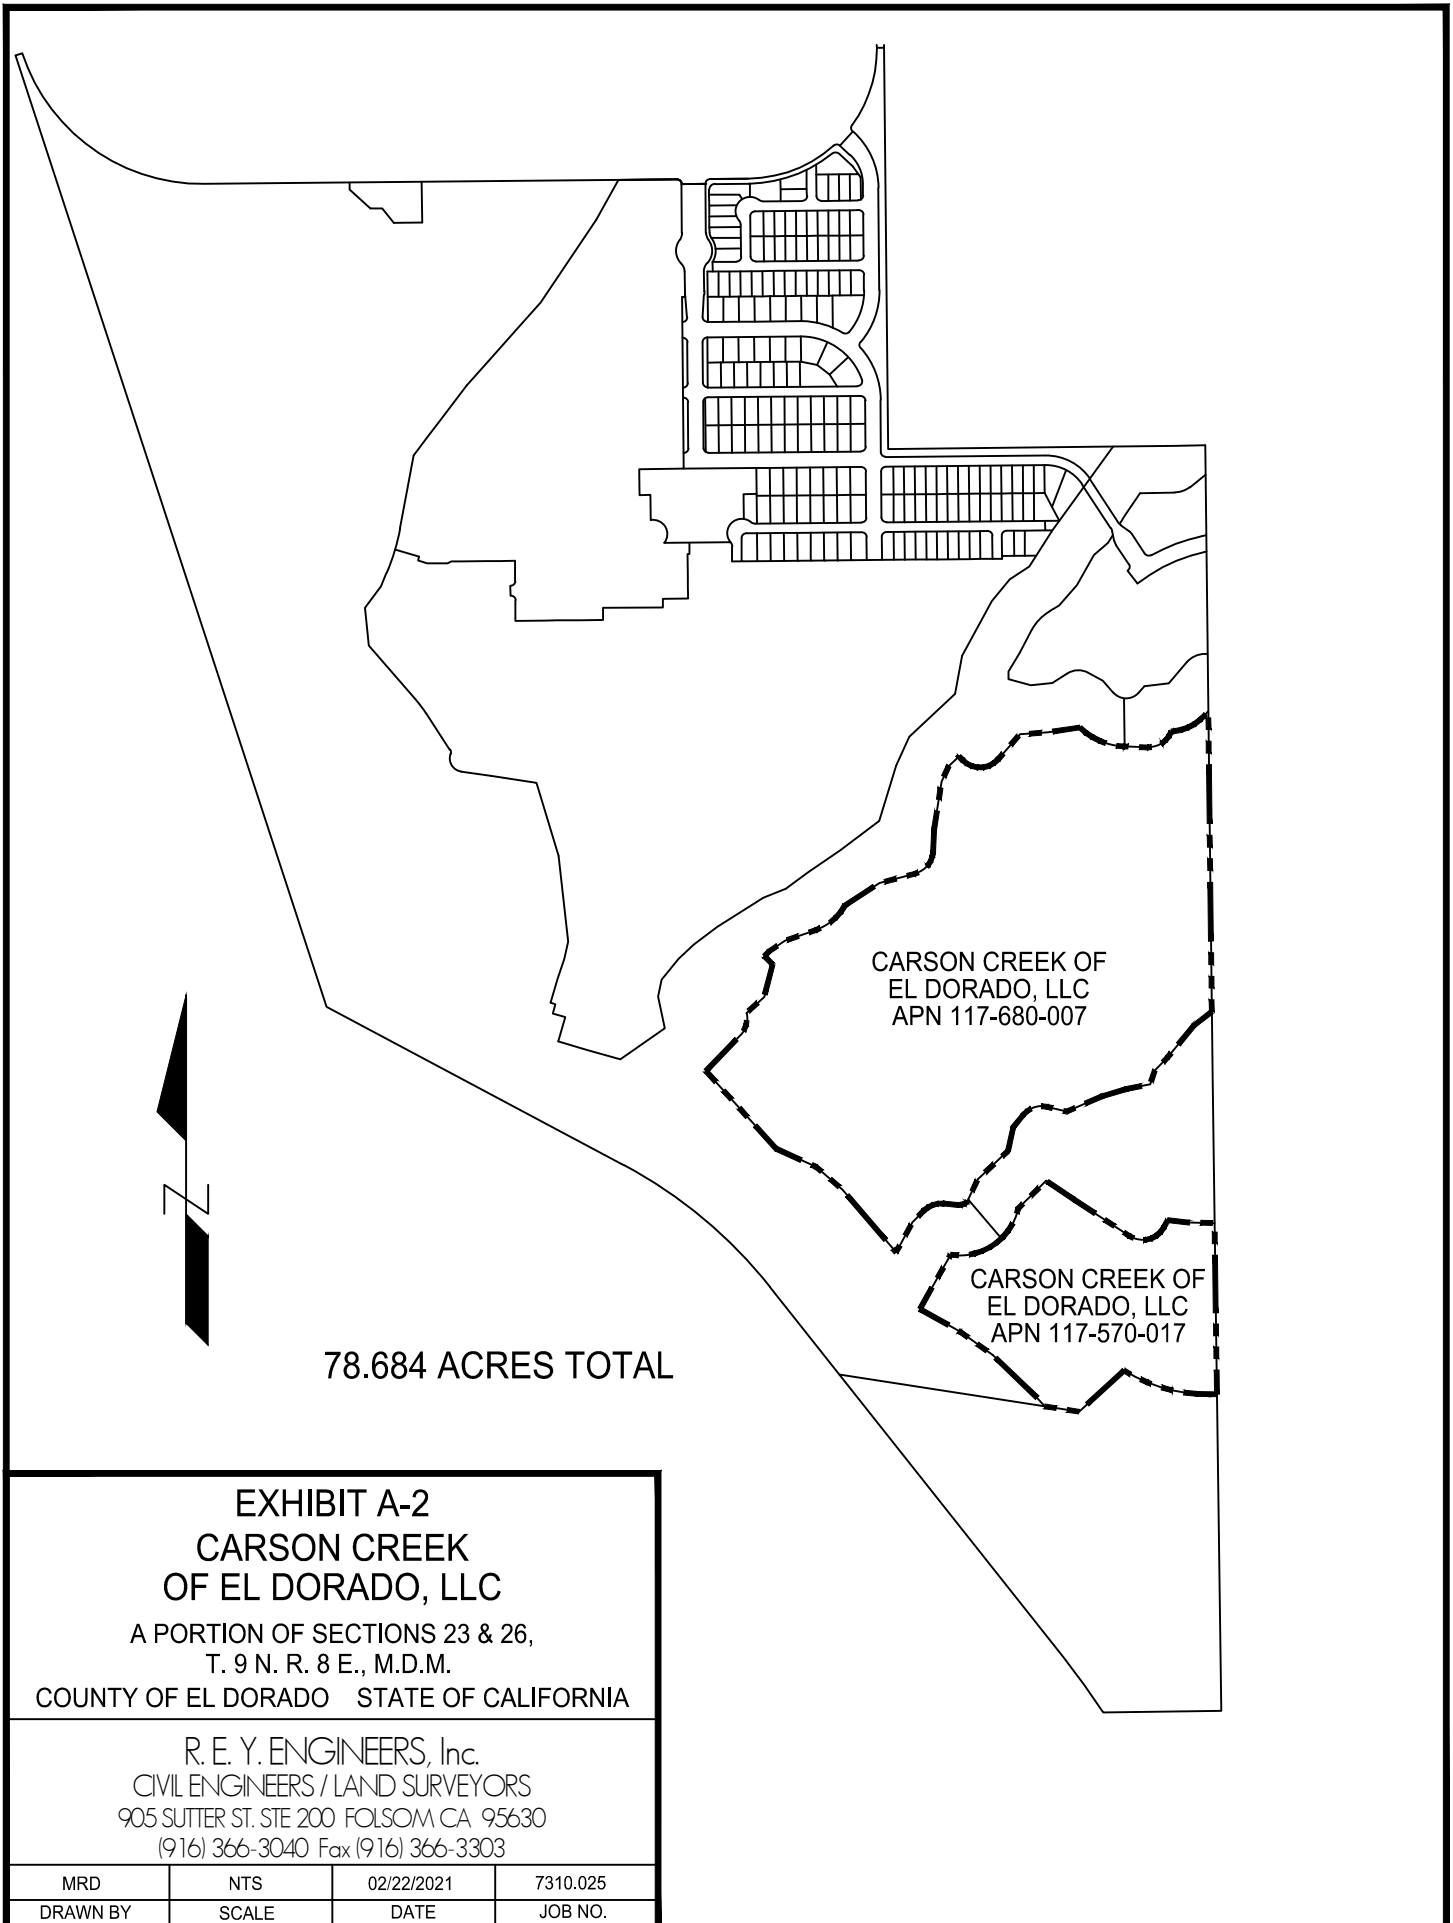 CARSON CREEK OF
EL DORADO, LLC
APN 117-680-007
CARSON CREEK OF
EL DORADO, LLC
APN 117-570-017
N
78.684 ACRES TOTAL
EXHIBIT A-2
CARSON CREEK
OF EL DORADO, LLC
A PORTION OF SECTIONS 23 & 26,
T. 9 N. R. 8 E., M.D.M.
COUNTY OF EL DORADO STATE OF CALIFORNIA
R. E. Y. ENGINEERS, Inc.
CIVIL ENGINEERS / LAND SURVEYORS
905 SUTTER ST. STE 200 FOLSOM CA 95630
(916) 366-3040 Fax (916) 366-3303
MRD NTS 02/22/2021 7310.025
DRAWN BY SCALE DATE JOB NO.